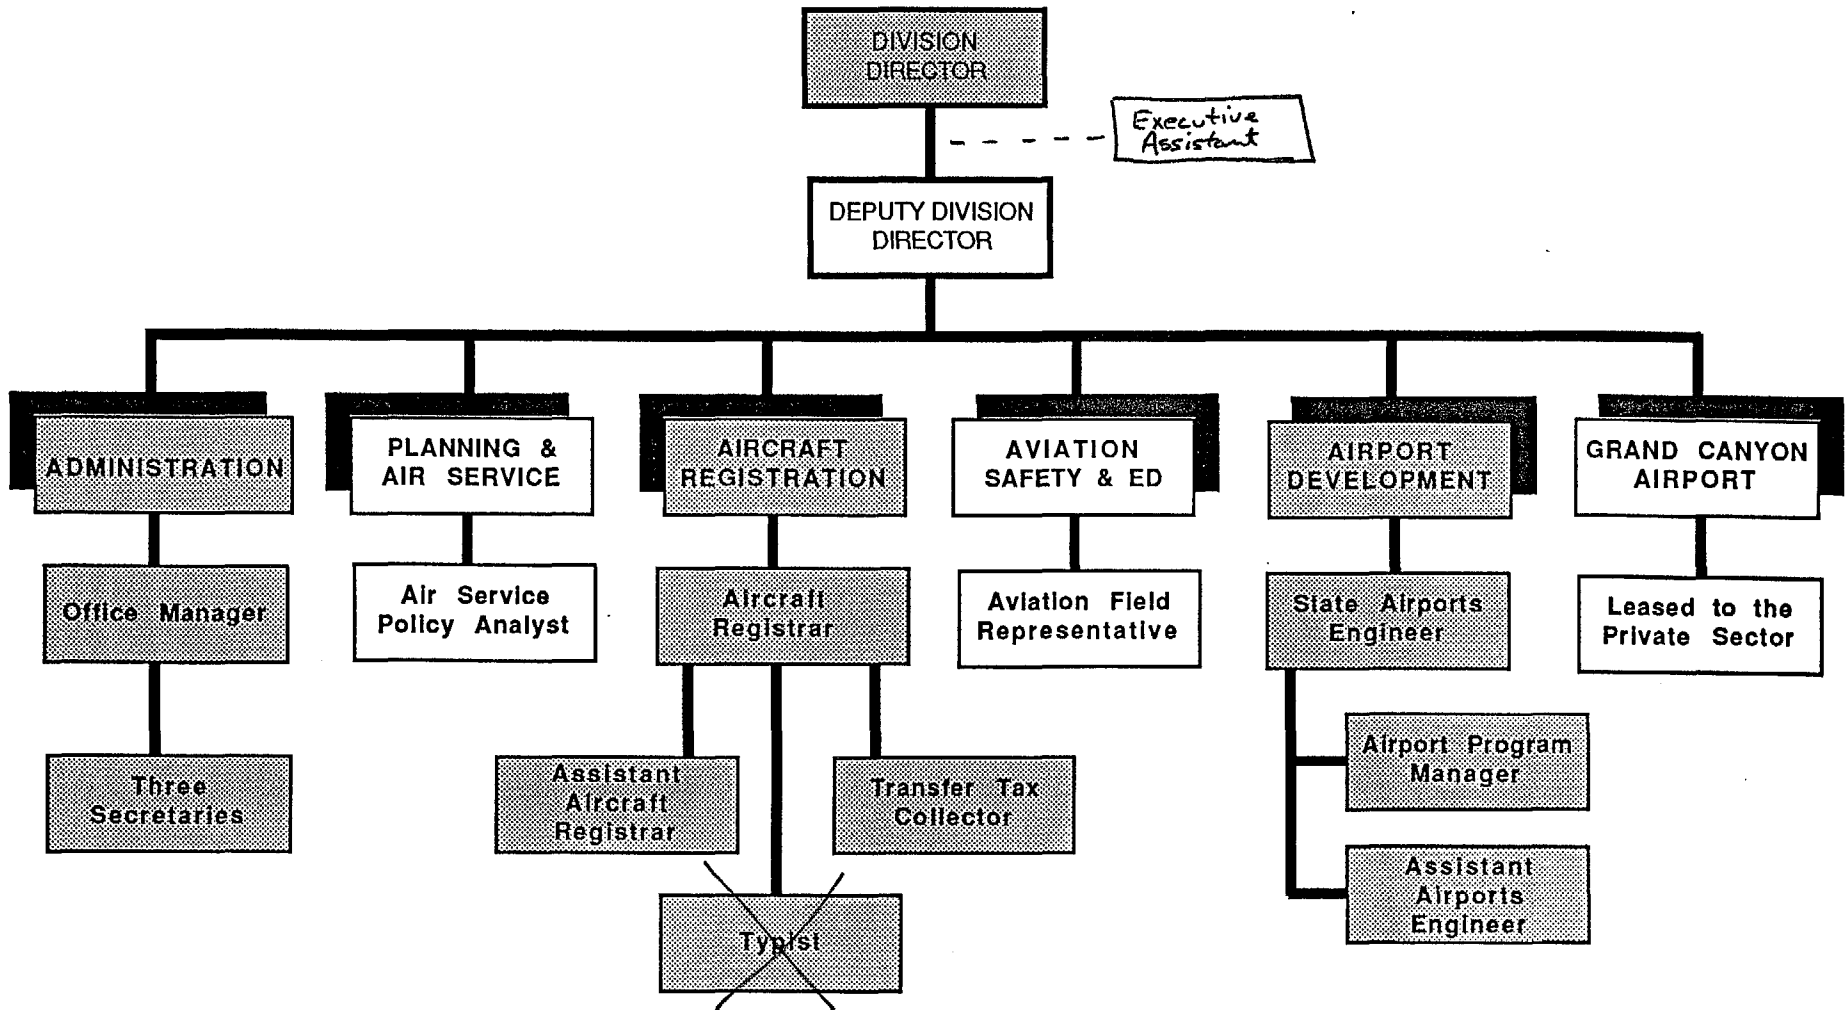 DIVISION
DIRECTOR
Executive
Assistant
DEPUTY DIVISION
DIRECTOR
ADMINISTRATION
PLANNING &
AIR SERVICE
AIRCRAFT
REGISTRATION
AVIATION
SAFETY & ED
AIRPORT
DEVELOPMENT
GRAND CANYON
AIRPORT
Office Manager
Air Service
Policy Analyst
Aircraft
Registrar
Aviation Field
Representative
State Airports
Engineer
Leased to the
Private Sector
Three
Secretaries
Assistant
Aircraft
Registrar
Transfer Tax
Collector
Airport Program
Manager
Typist
Assistant
Airports
Engineer